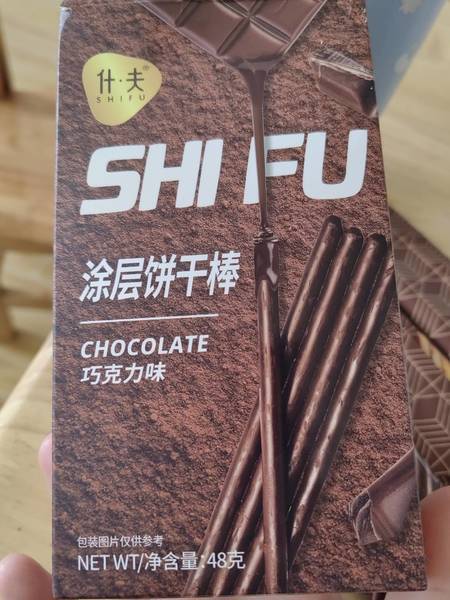 什·夫®
SHIFU
SHI FU
涂层饼干棒
CHOCOLATE
巧克力味
包装图片仅供参考
NET WT/净含量:48克